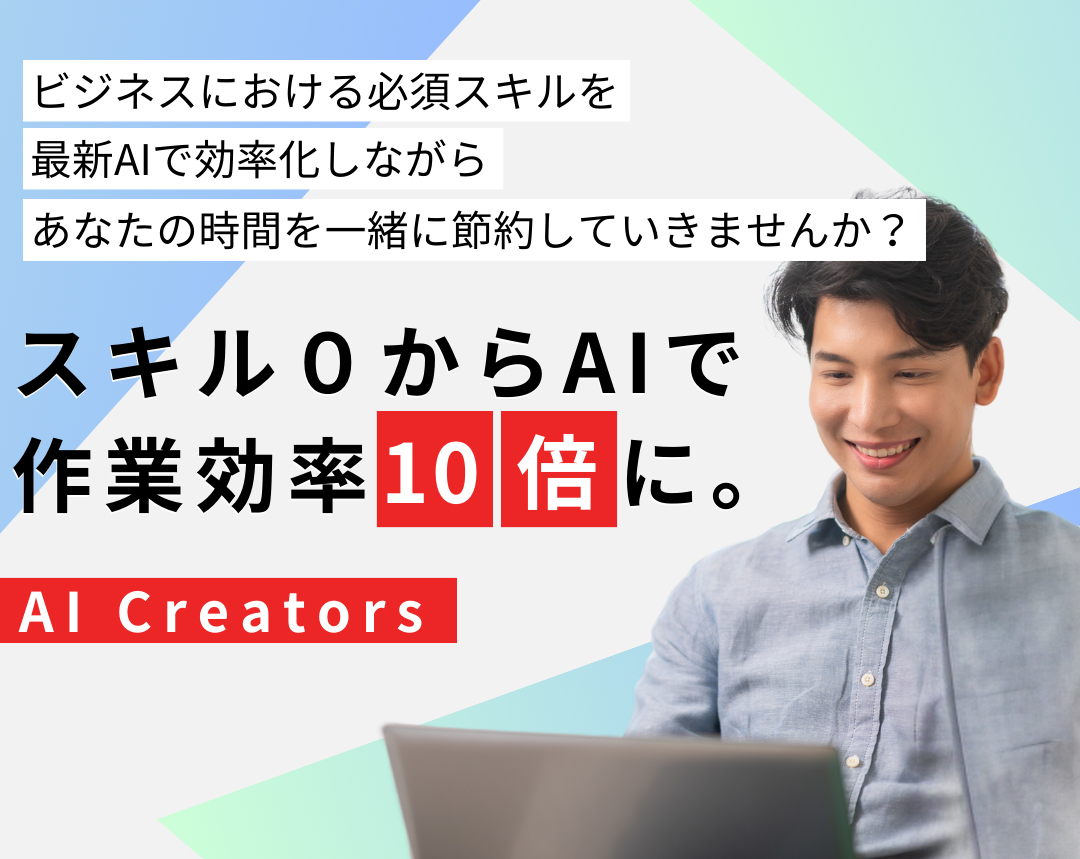 ビジネスにおける必須スキルを
最新AIで効率化しながら
あなたの時間を一緒に節約していきませんか？
スキル０からAIで
作業効率10倍に。
AI Creators